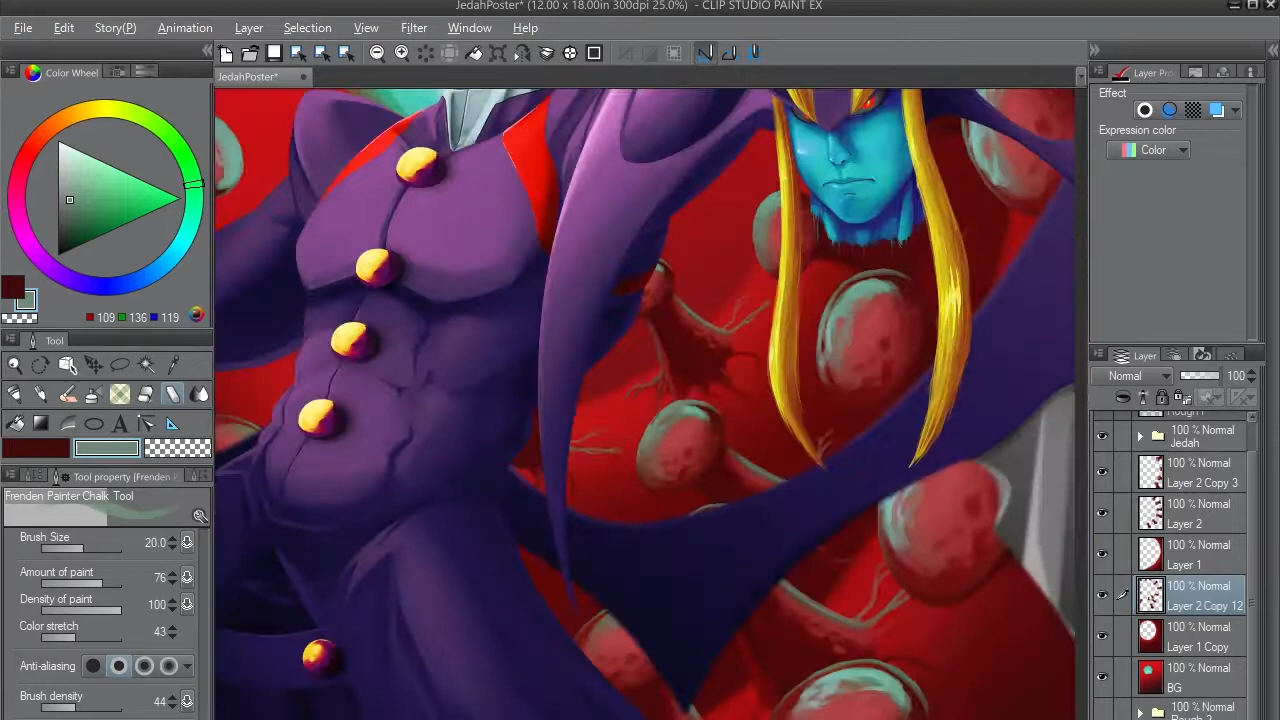 JedahPoster* (12.00 x 18.00in 300dpi 25.0%) - CLIP STUDIO PAINT EX
File Edit Story(P) Animation Layer Selection View Filter Window Help
Color Wheel
JedahPoster*
Layer Pro
Effect
Expression color
Color
109 136 119
Tool
Tool property [Frenden P
Frenden Painter Chalk Tool
Brush Size 20.0
Amount of paint 76
Density of paint 100
Color stretch 43
Anti-aliasing
Brush density 44
Layer
Normal 100
100 % Normal
Jedah
100 % Normal
Layer 2 Copy 3
100 % Normal
Layer 2
100 % Normal
Layer 1
100 % Normal
Layer 2 Copy 12
100 % Normal
Layer 1 Copy
100 % Normal
BG
100 % Normal